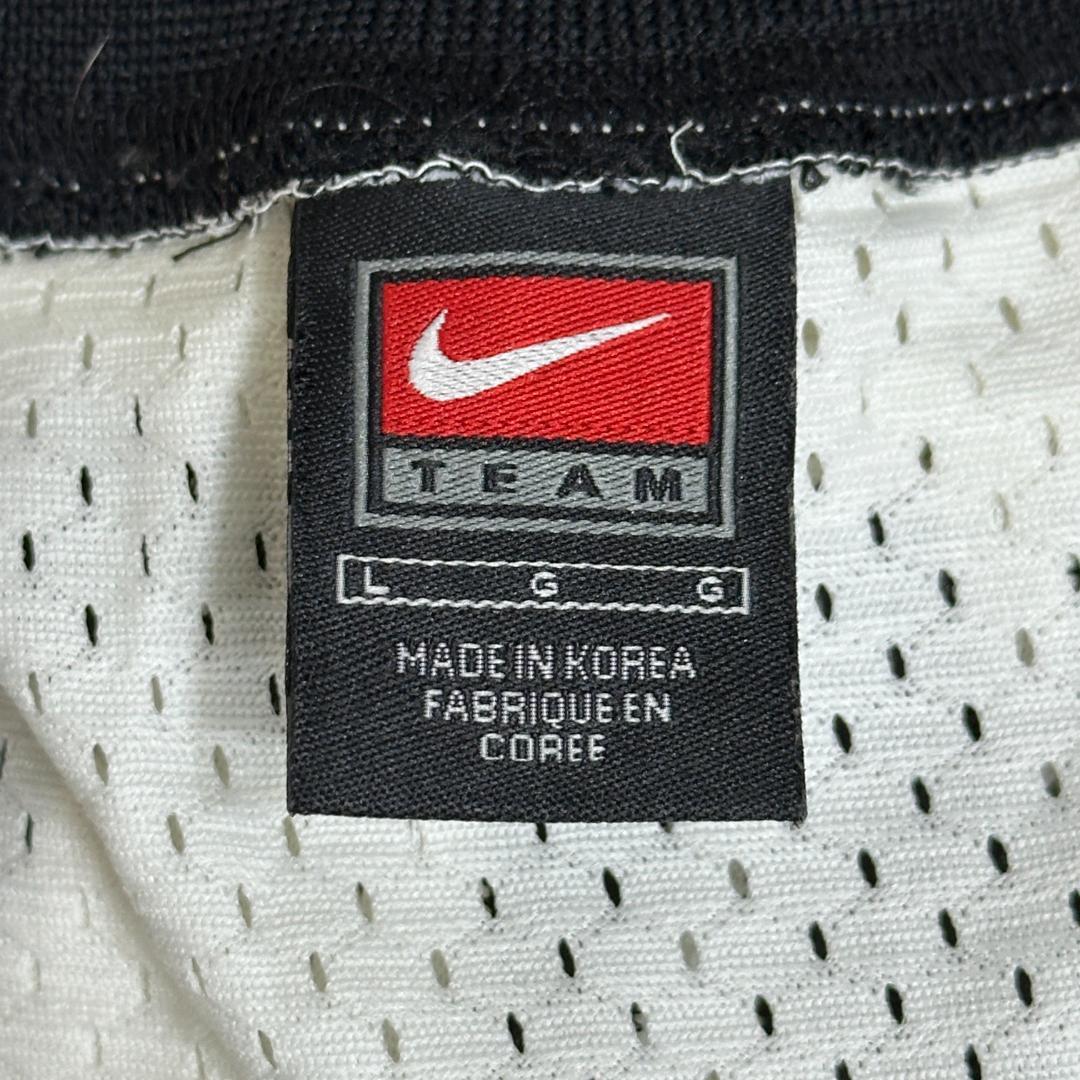 TEAM
L G G
MADE IN KOREA
FABRIQUE EN
COREE